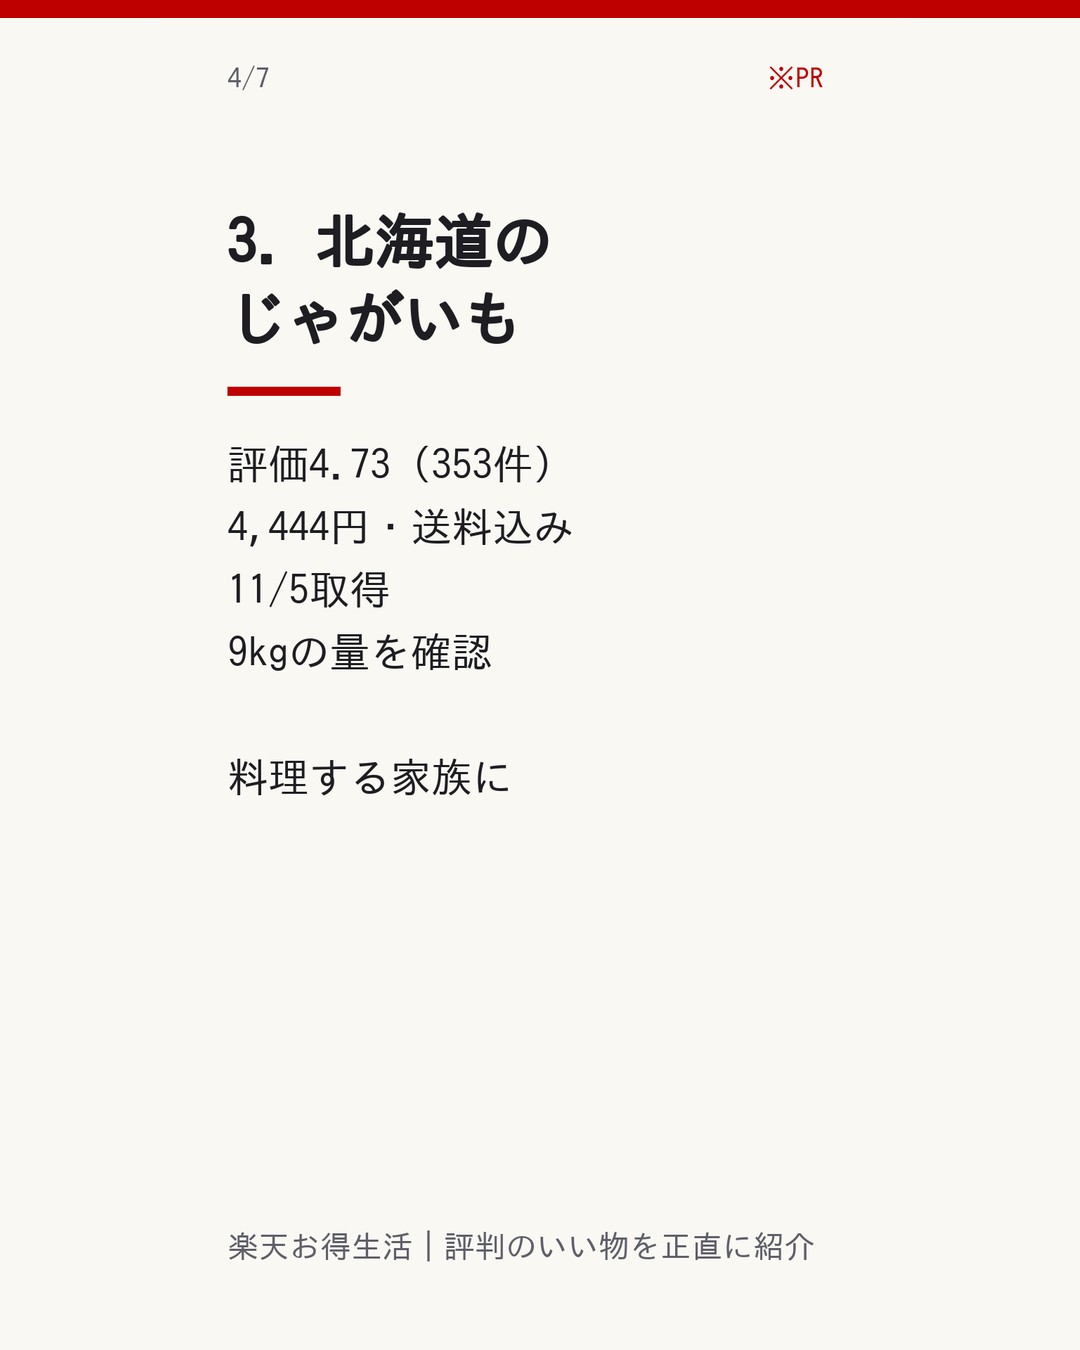 4/7
※PR
3. 北海道の
じゃがいも
評価4.73（353件）
4,444円・送料込み
11/5取得
9kgの量を確認
料理する家族に
楽天お得生活｜評判のいい物を正直に紹介